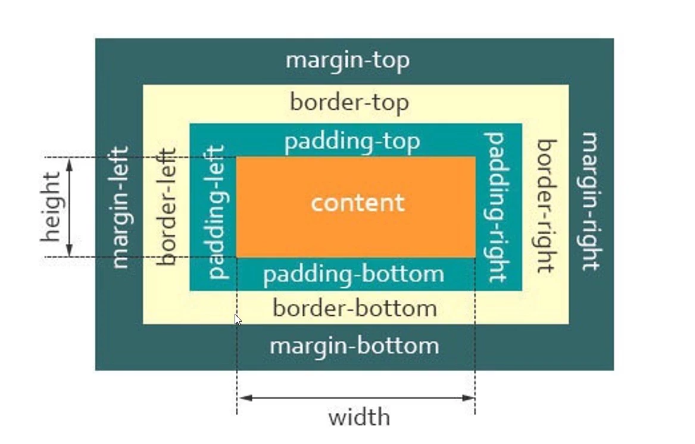 margin-top
border-top
padding-top
height
margin-left
border-left
padding-left
content
padding-right
border-right
margin-right
padding-bottom
border-bottom
margin-bottom
width